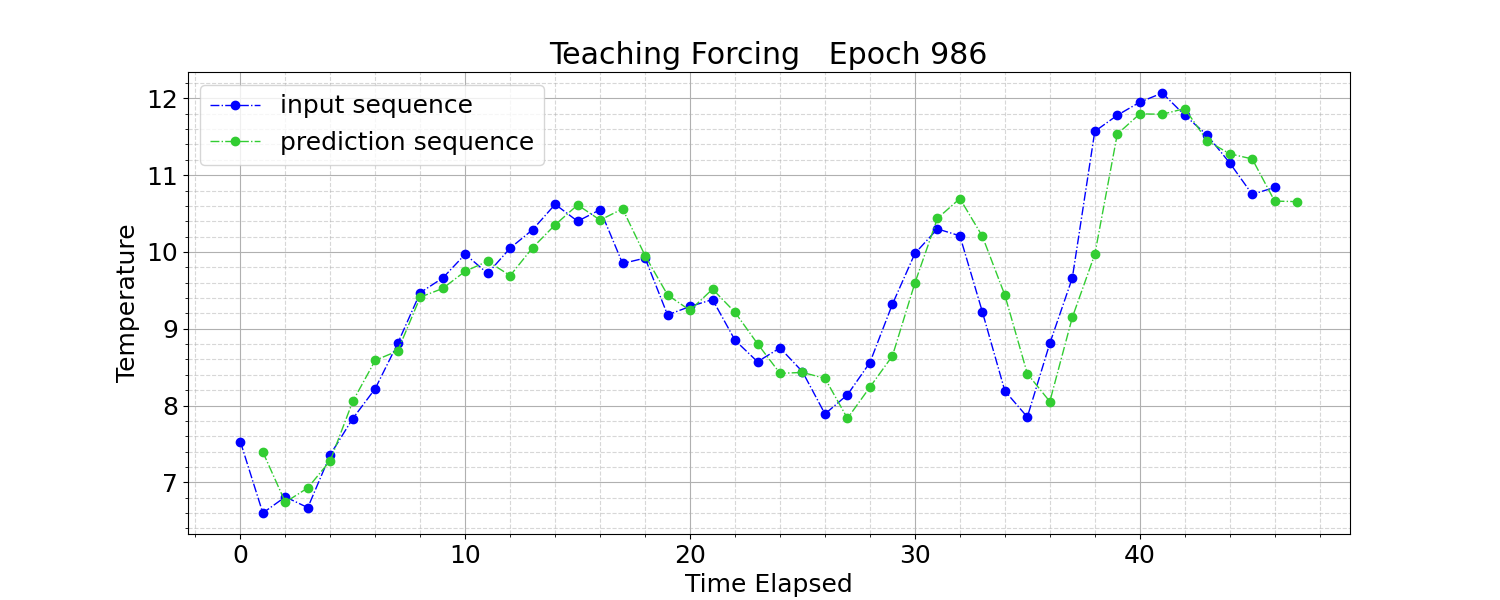 Teaching Forcing   Epoch 986
input sequence
prediction sequence
12
11
10
9
8
7
Temperature
0 10 20 30 40
Time Elapsed